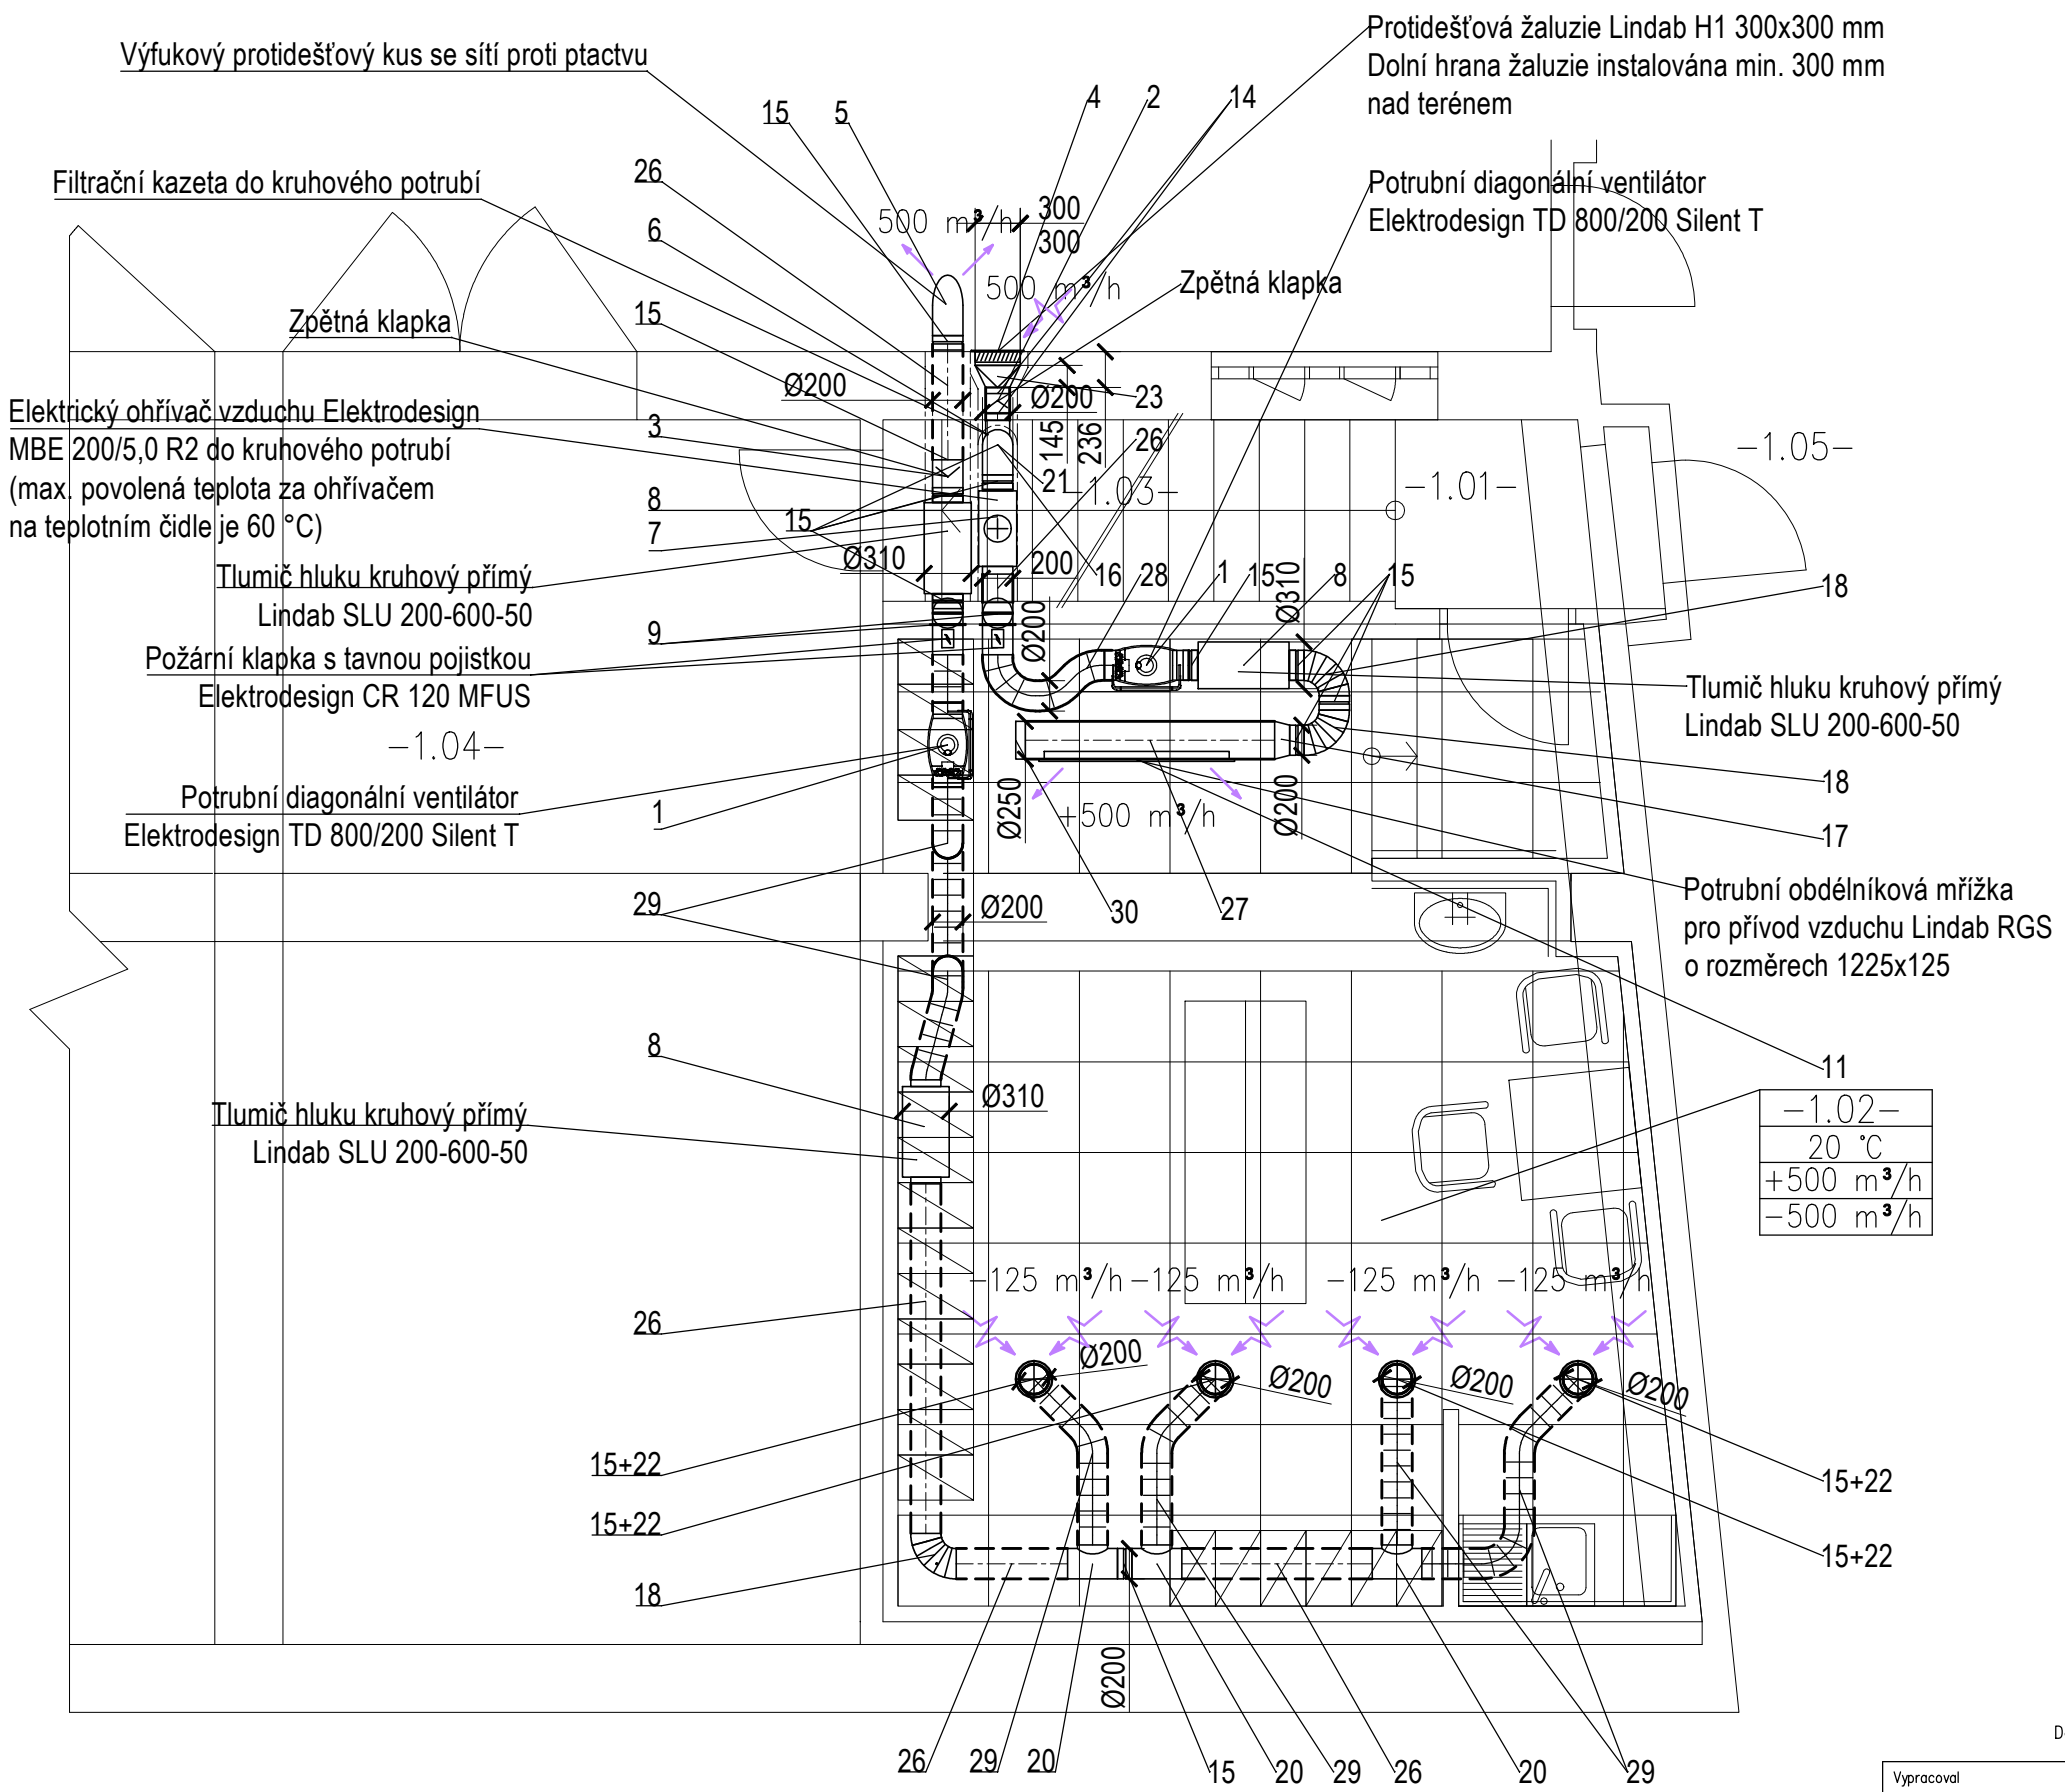 Protidešťová žaluzie Lindab H1 300x300 mm
Dolní hrana žaluzie instalována min. 300 mm
nad terénem
Výfukový protidešťový kus se sítí proti ptactvu
15
5
4
2
14
Filtrační kazeta do kruhového potrubí
26
Potrubní diagonální ventilátor
Elektrodesign TD 800/200 Silent T
500 m³/h
300
300
6
500 m³/h
Zpětná klapka
Zpětná klapka
15
Ø200
Ø200
23
Elektrický ohřívač vzduchu Elektrodesign
MBE 200/5,0 R2 do kruhového potrubí
(max. povolená teplota za ohřívačem
na teplotním čidle je 60 °C)
3
145
236
26
-1.05-
21
-1.03-
-1.01-
8
15
7
Ø310
200
16
28
1
15
Ø310
8
15
18
Tlumič hluku kruhový přímý
Lindab SLU 200-600-50
9
Ø200
Požární klapka s tavnou pojistkou
Elektrodesign CR 120 MFUS
Tlumič hluku kruhový přímý
Lindab SLU 200-600-50
-1.04-
18
Potrubní diagonální ventilátor
Elektrodesign TD 800/200 Silent T
1
Ø250
+500 m³/h
Ø200
17
29
Ø200
30
27
Potrubní obdélníková mřížka
pro přívod vzduchu Lindab RGS
o rozměrech 1225x125
8
11
Ø310
Tlumič hluku kruhový přímý
Lindab SLU 200-600-50
-1.02-
20 °C
+500 m³/h
-500 m³/h
-125 m³/h
-125 m³/h
-125 m³/h
-125 m³/h
26
Ø200
Ø200
Ø200
Ø200
15+22
15+22
15+22
15+22
18
Ø200
26
29
20
15
20
29
26
20
29
D
Vypracoval